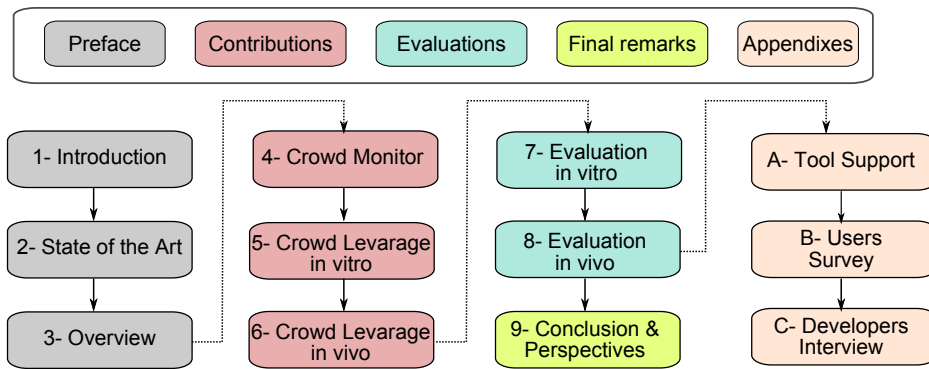 Preface
Contributions
Evaluations
Final remarks
Appendixes
1- Introduction
2- State of the Art
3- Overview
4- Crowd Monitor
5- Crowd Levarage
in vitro
6- Crowd Levarage
in vivo
7- Evaluation
in vitro
8- Evaluation
in vivo
9- Conclusion &
Perspectives
A- Tool Support
B- Users
Survey
C- Developers
Interview